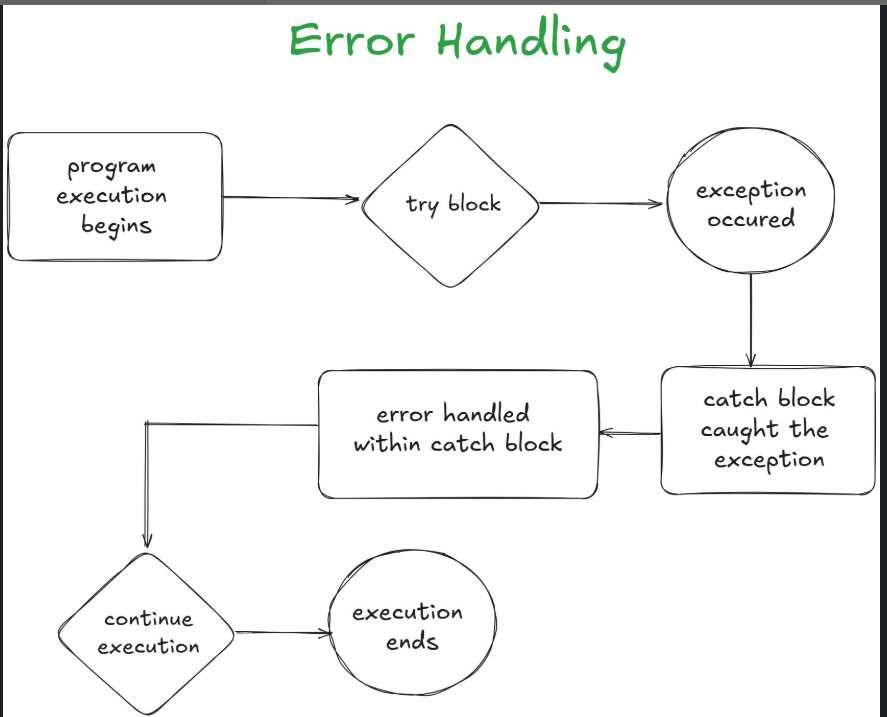 Error Handling
program
execution
begins
try block
exception
occured
catch block
caught the
exception
error handled
within catch block
continue
execution
execution
ends